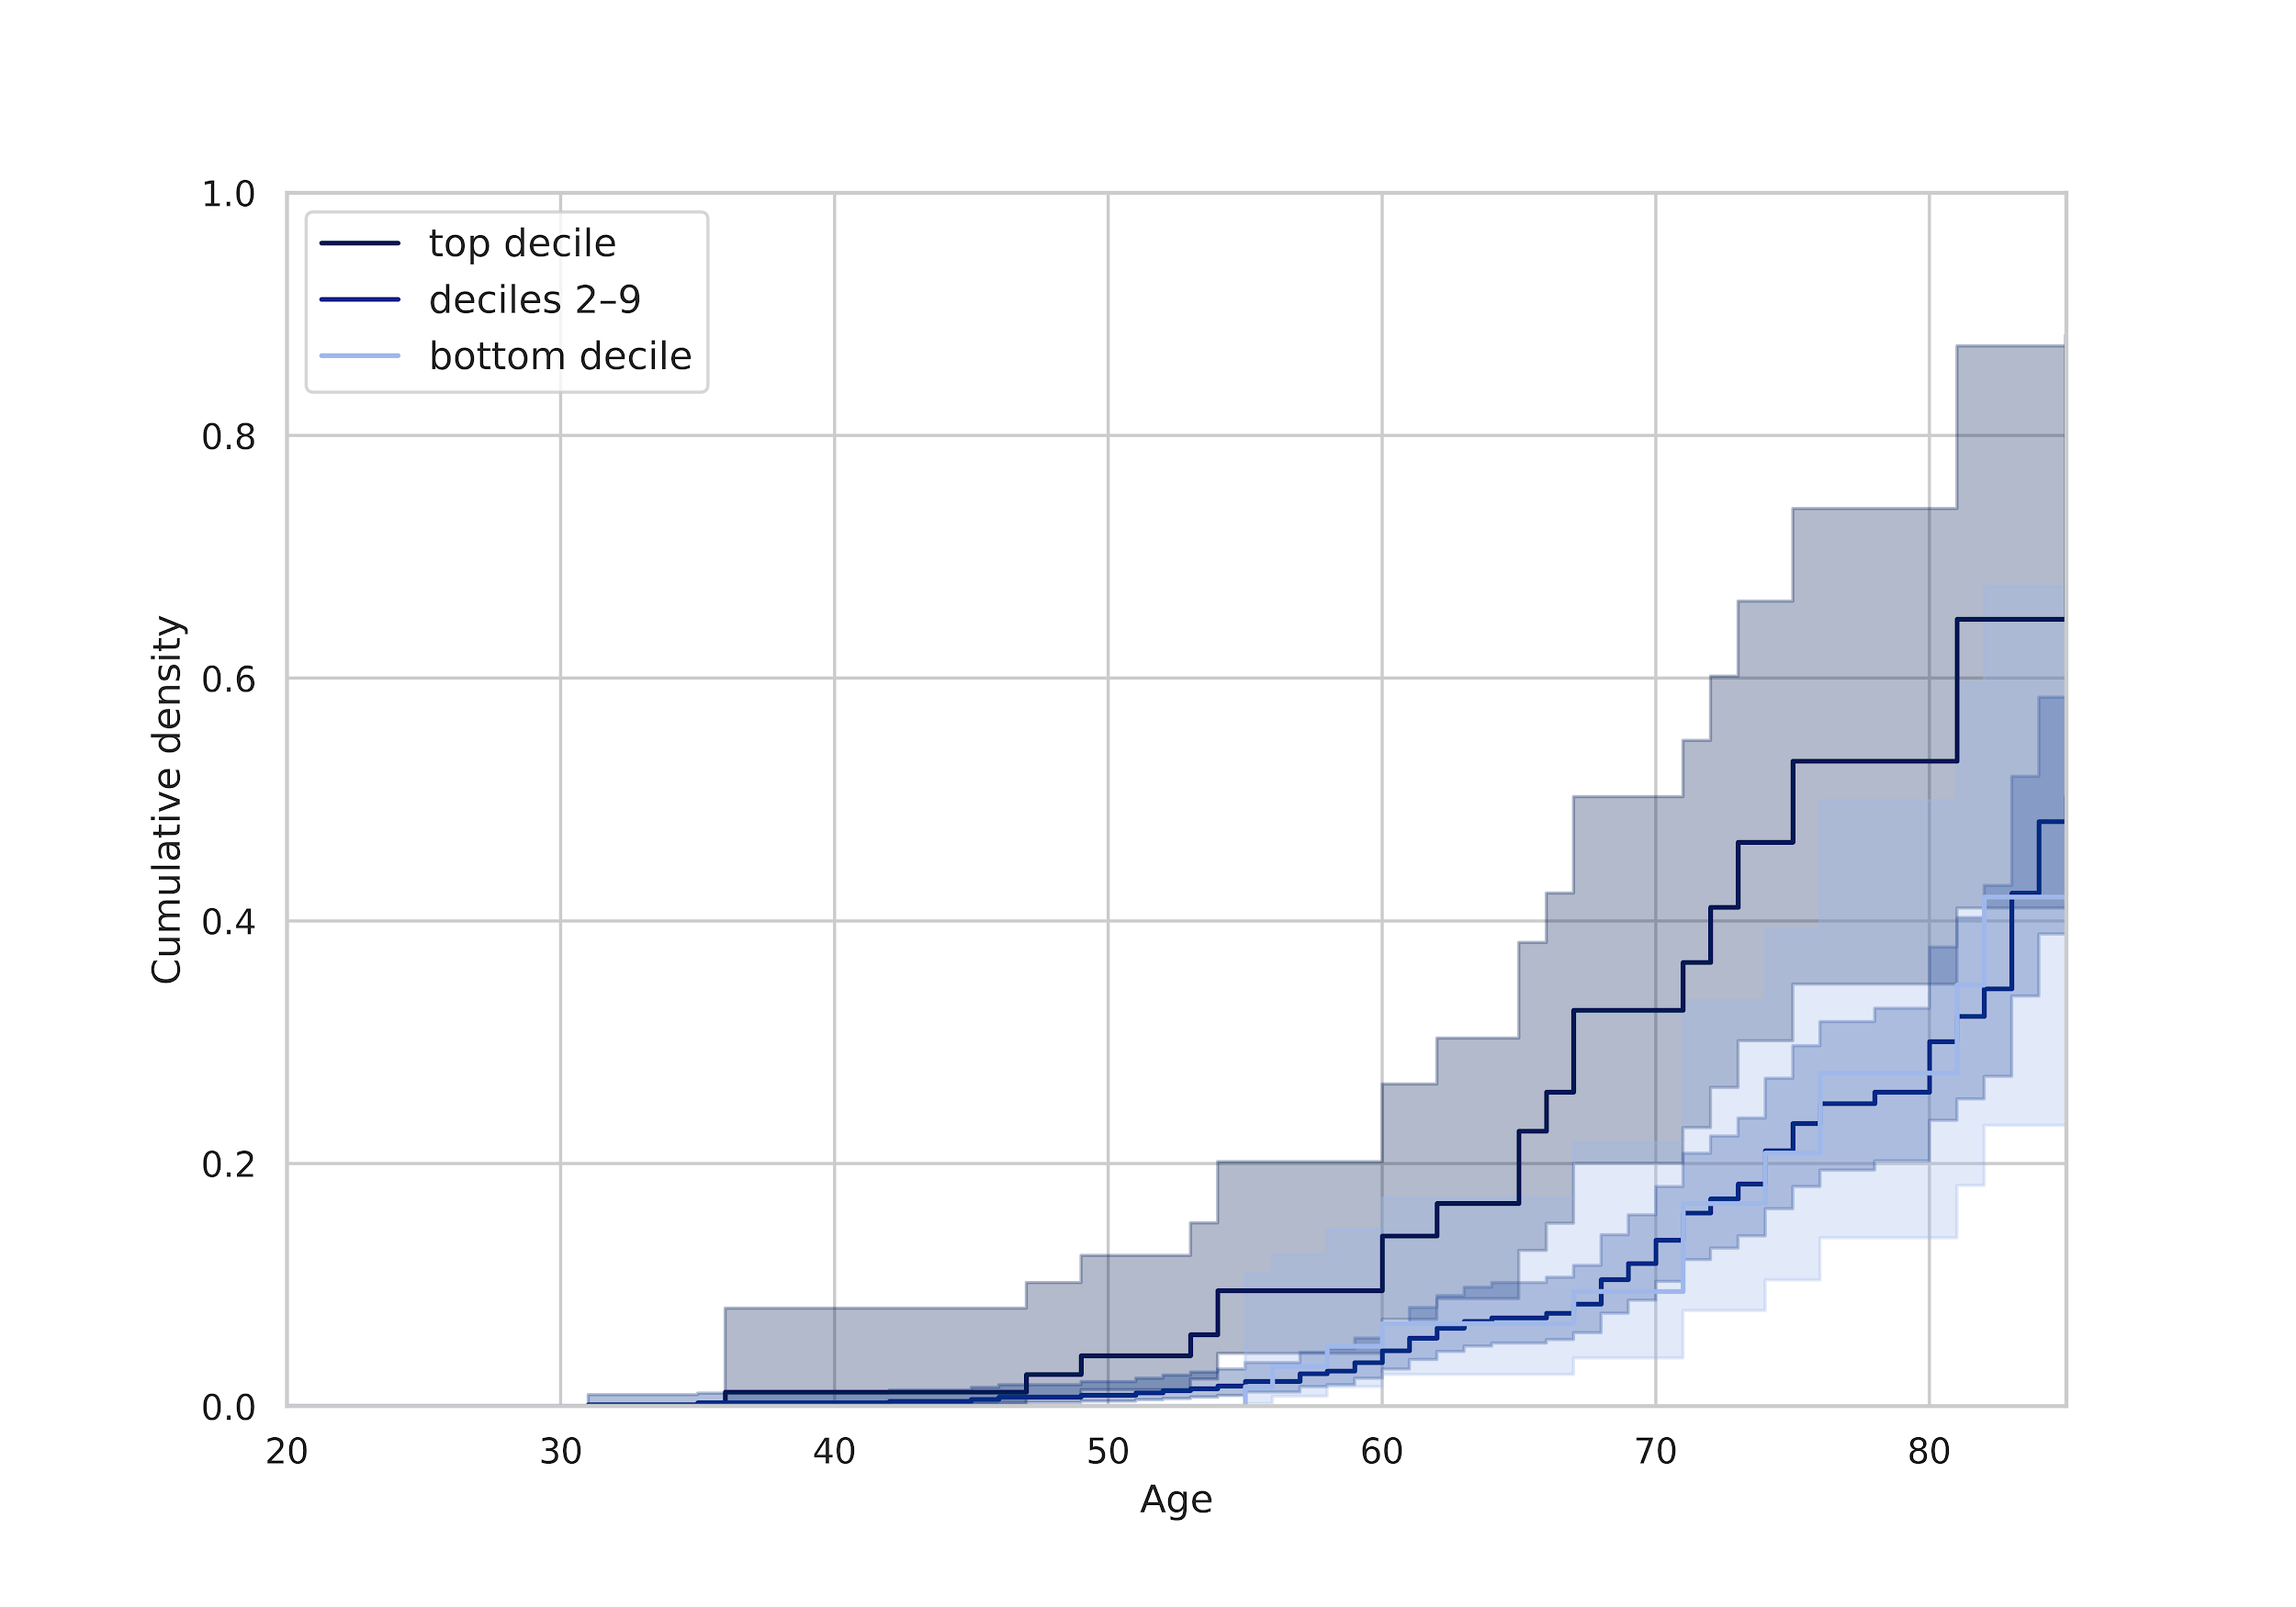 1.0
0.8
0.6
0.4
0.2
0.0
Cumulative density
top decile
deciles 2–9
bottom decile
20 30 40 50 60 70 80
Age